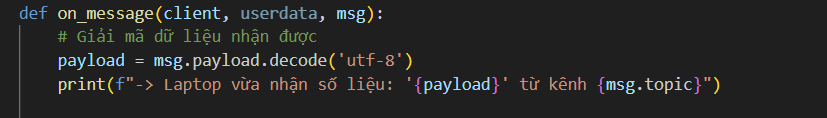 def on_message(client, userdata, msg):
    # Giải mã dữ liệu nhận được
    payload = msg.payload.decode('utf-8')
    print(f"-> Laptop vừa nhận số liệu: '{payload}' từ kênh {msg.topic}")